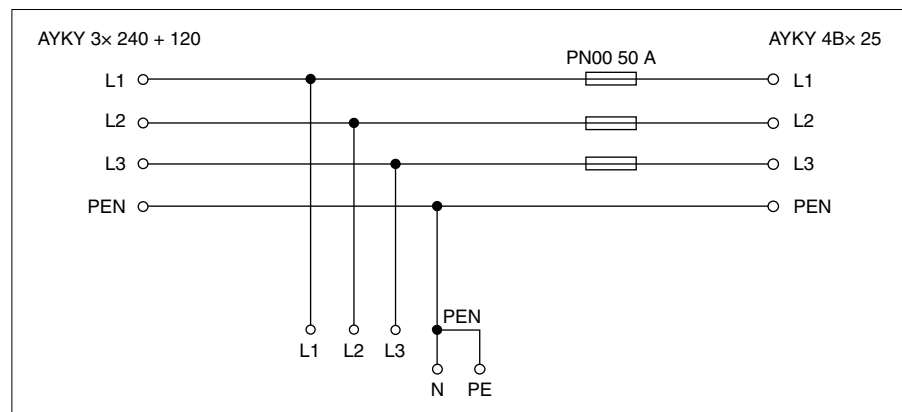 AYKY 3× 240 + 120
AYKY 4B× 25
PN00 50 A
L1
L1
L2
L2
L3
L3
PEN
PEN
PEN
L1
L2
L3
N
PE